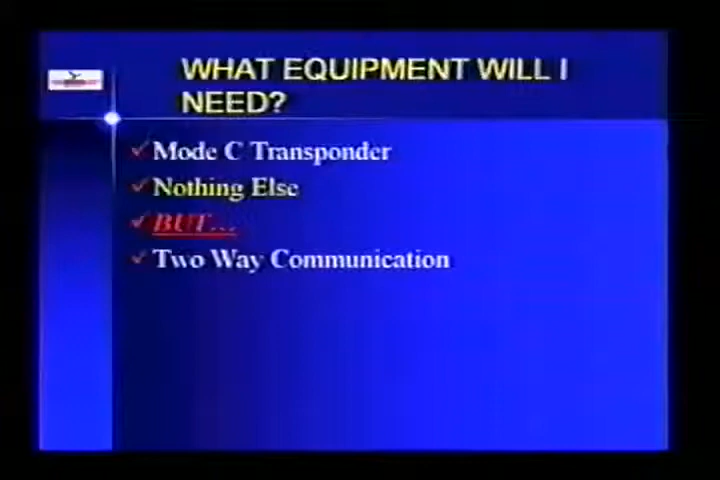 WHAT EQUIPMENT WILL I
NEED?
Mode C Transponder
Nothing Else
BUT...
Two Way Communication